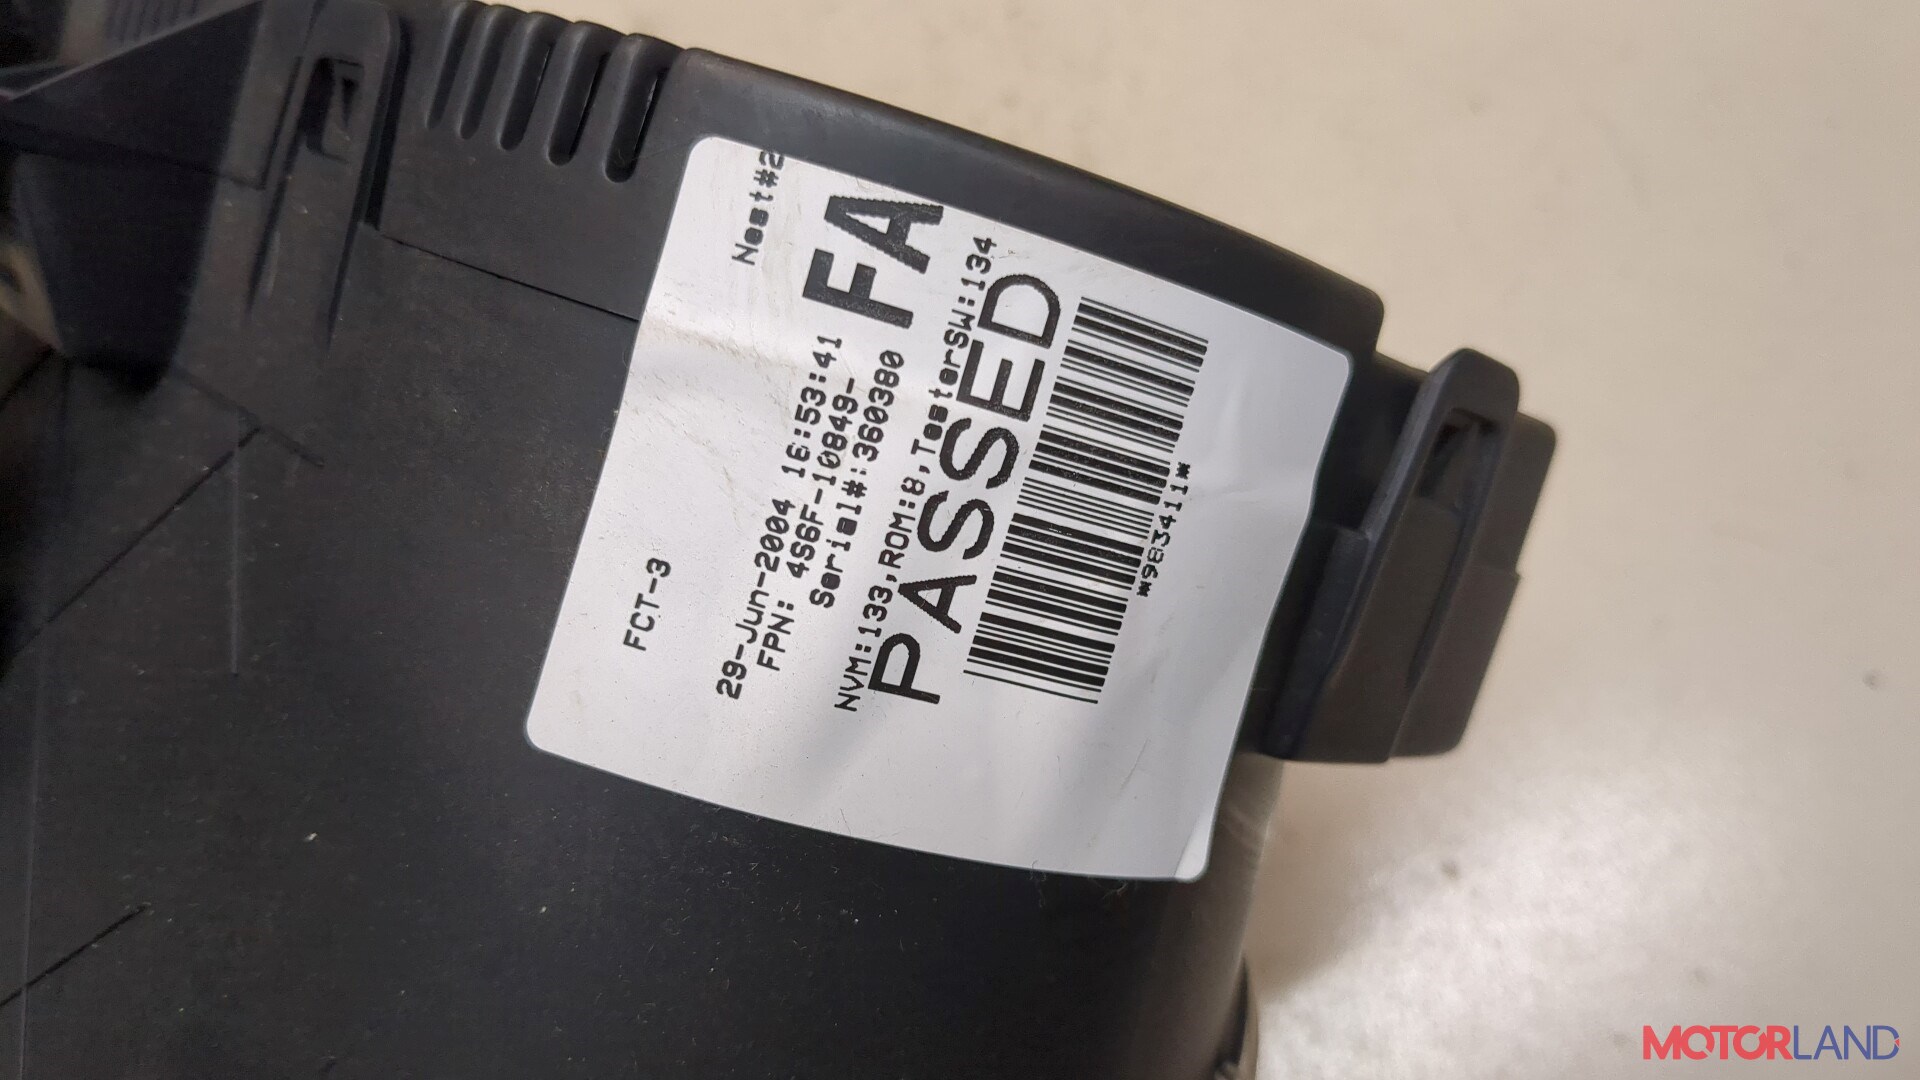 FCT-3
Nest#2
29-Jun-2004 16:53:41
FPN: 4S6F-10849-
FA
Serial#:360380
NVM:133,ROM:8,TesterSW:134
PASSED
*983411*
MOTORLAND